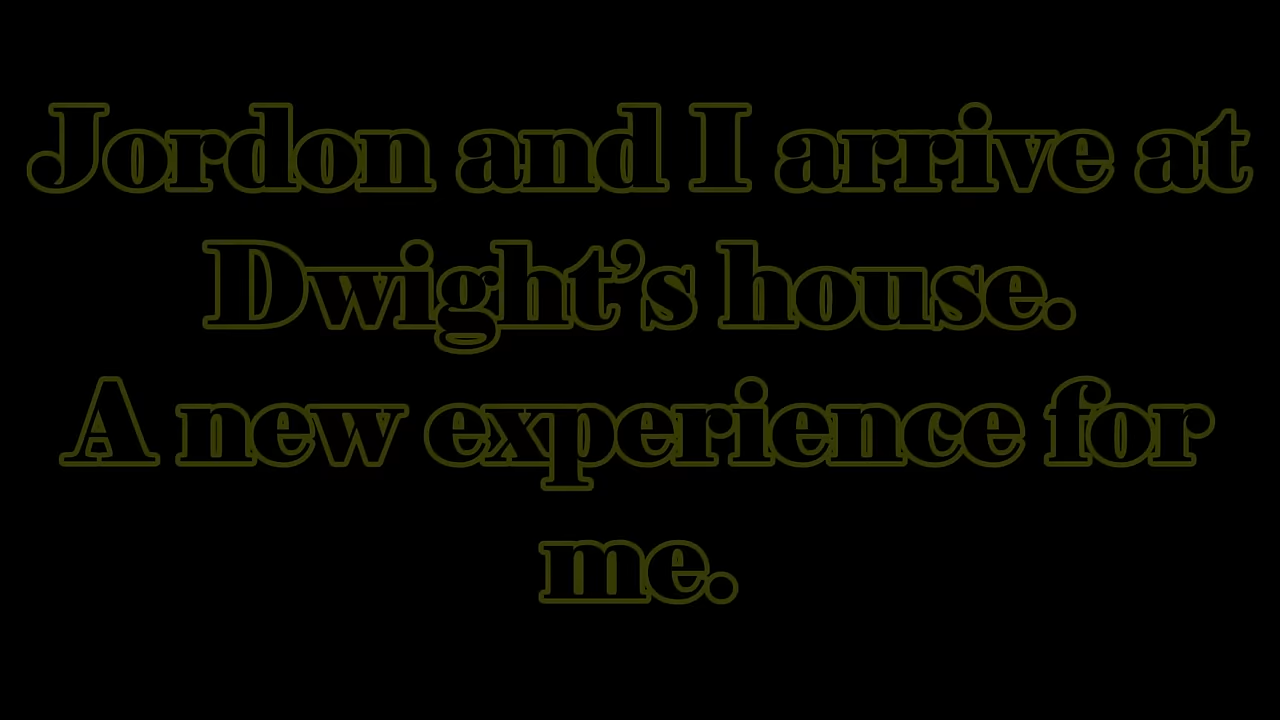 Jordon and I arrive at
Dwight’s house.
A new experience for
me.